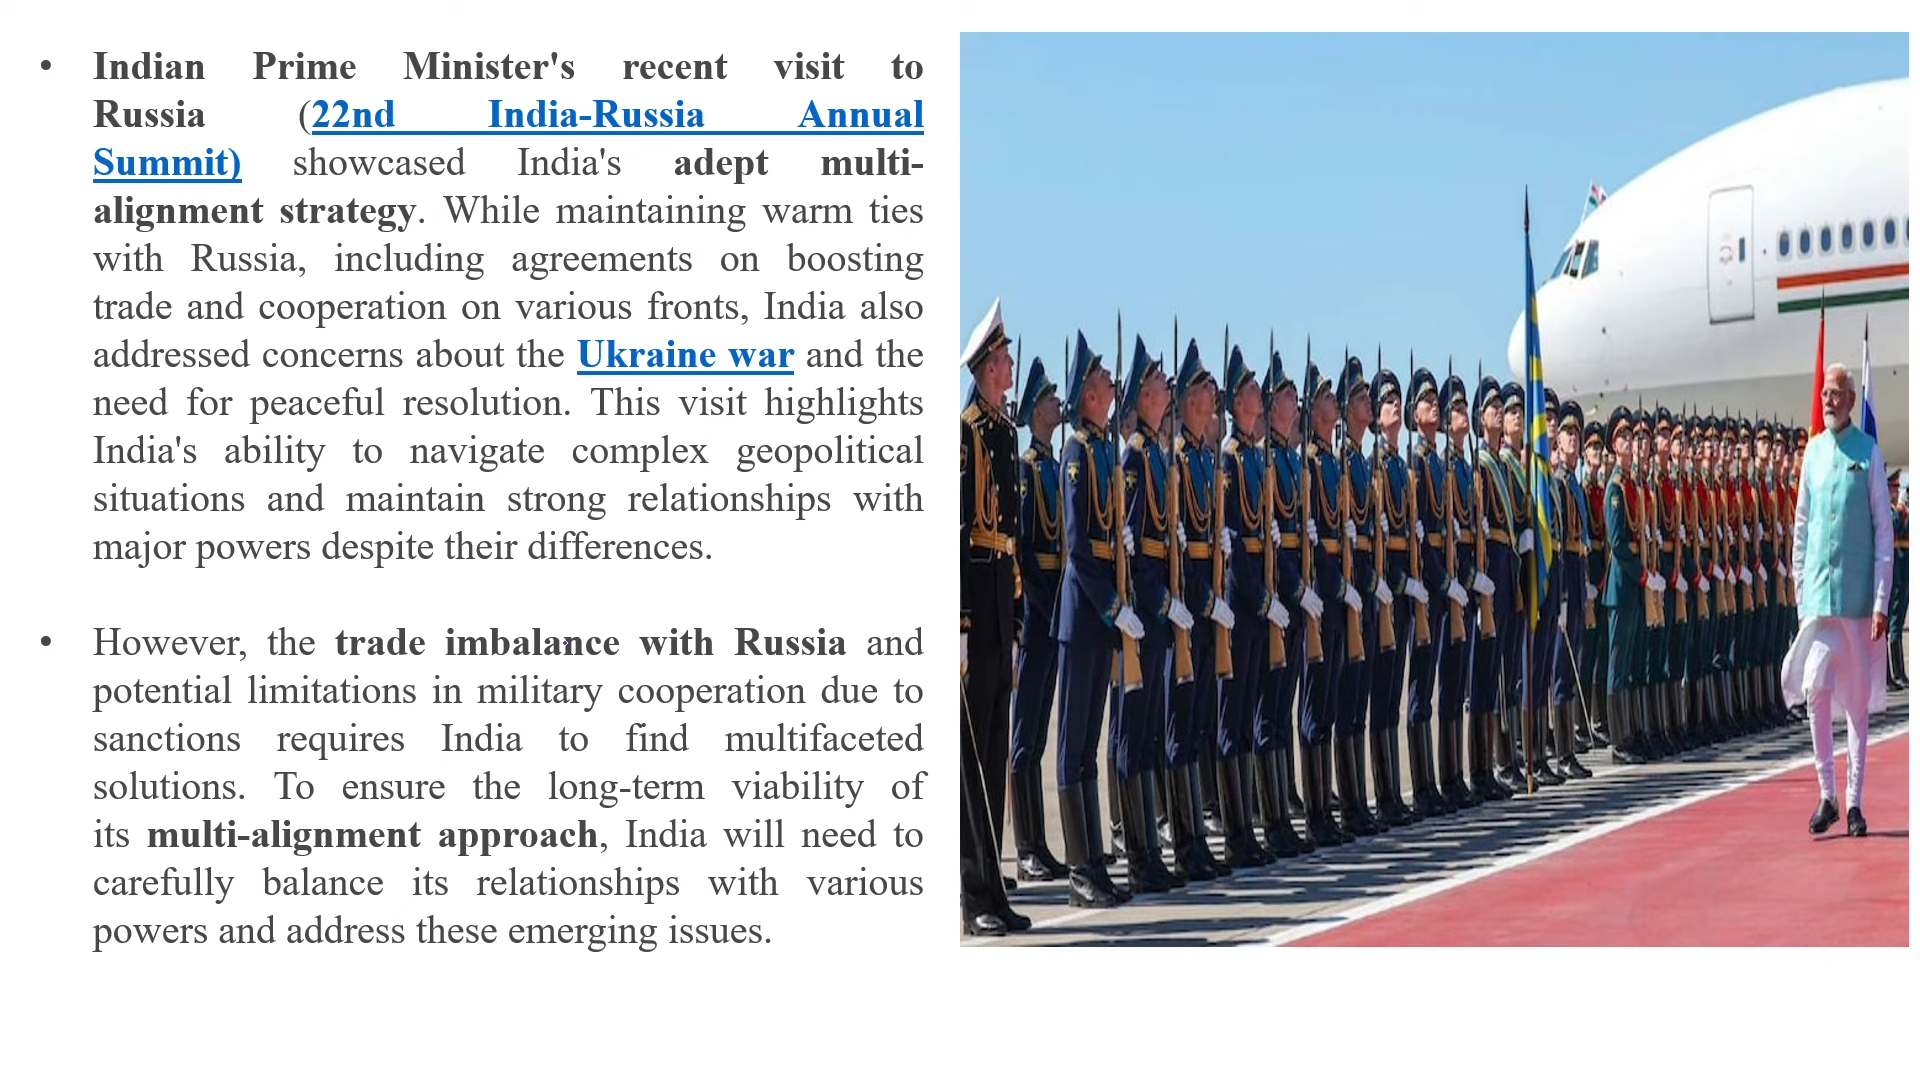 • Indian Prime Minister's recent visit to
Russia (22nd India-Russia Annual
Summit) showcased India's adept multi-
alignment strategy. While maintaining warm ties
with Russia, including agreements on boosting
trade and cooperation on various fronts, India also
addressed concerns about the Ukraine war and the
need for peaceful resolution. This visit highlights
India's ability to navigate complex geopolitical
situations and maintain strong relationships with
major powers despite their differences.
• However, the trade imbalance with Russia and
potential limitations in military cooperation due to
sanctions requires India to find multifaceted
solutions. To ensure the long-term viability of
its multi-alignment approach, India will need to
carefully balance its relationships with various
powers and address these emerging issues.